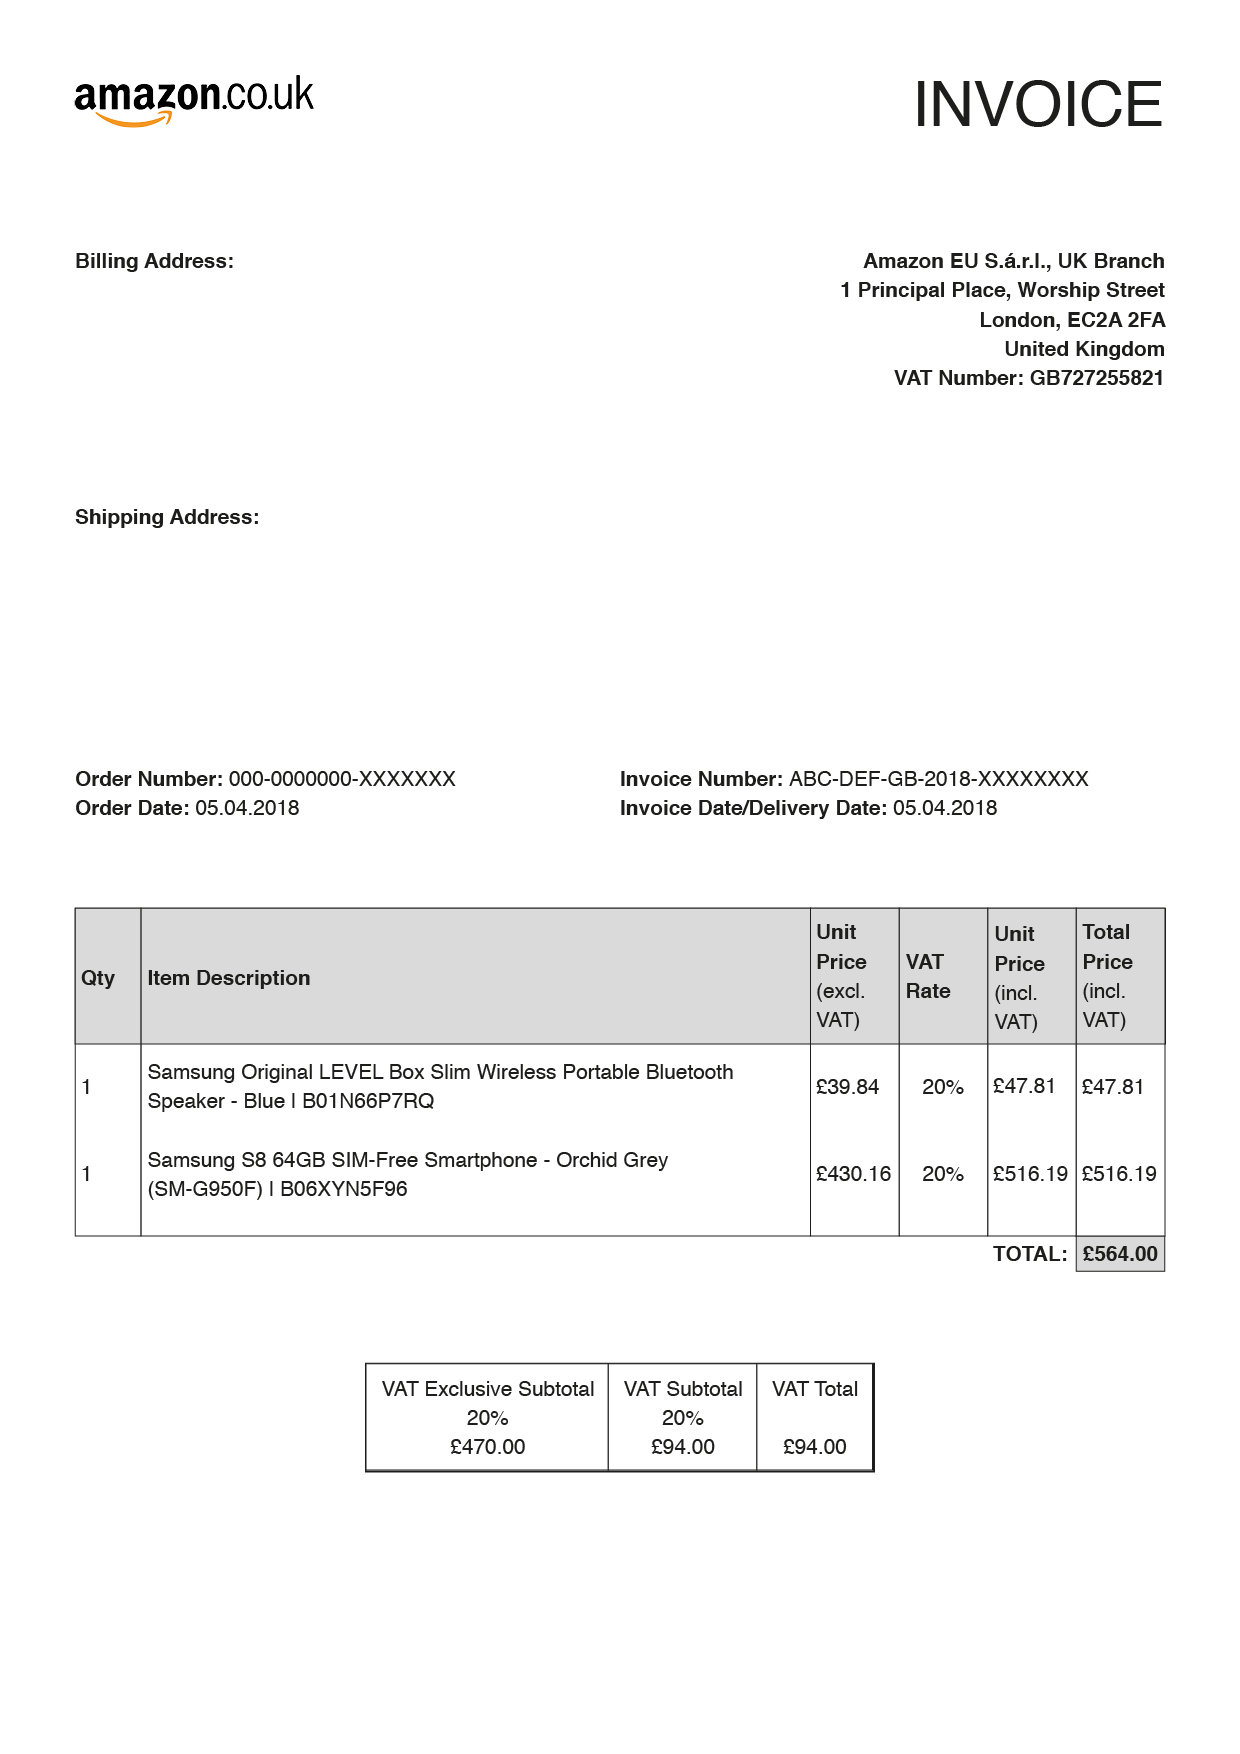 amazon.co.uk
INVOICE
Billing Address:
Amazon EU S.á.r.l., UK Branch
1 Principal Place, Worship Street
London, EC2A 2FA
United Kingdom
VAT Number: GB727255821
Shipping Address:
Order Number: 000-0000000-XXXXXXX
Order Date: 05.04.2018
Invoice Number: ABC-DEF-GB-2018-XXXXXXXX
Invoice Date/Delivery Date: 05.04.2018
Qty
Item Description
Unit
Price
(excl.
VAT)
VAT
Rate
Unit
Price
(incl.
VAT)
Total
Price
(incl.
VAT)
1
Samsung Original LEVEL Box Slim Wireless Portable Bluetooth
Speaker - Blue | B01N66P7RQ
£39.84
20%
£47.81
£47.81
1
Samsung S8 64GB SIM-Free Smartphone - Orchid Grey
(SM-G950F) | B06XYN5F96
£430.16
20%
£516.19
£516.19
TOTAL: £564.00
VAT Exclusive Subtotal
20%
£470.00
VAT Subtotal
20%
£94.00
VAT Total
£94.00